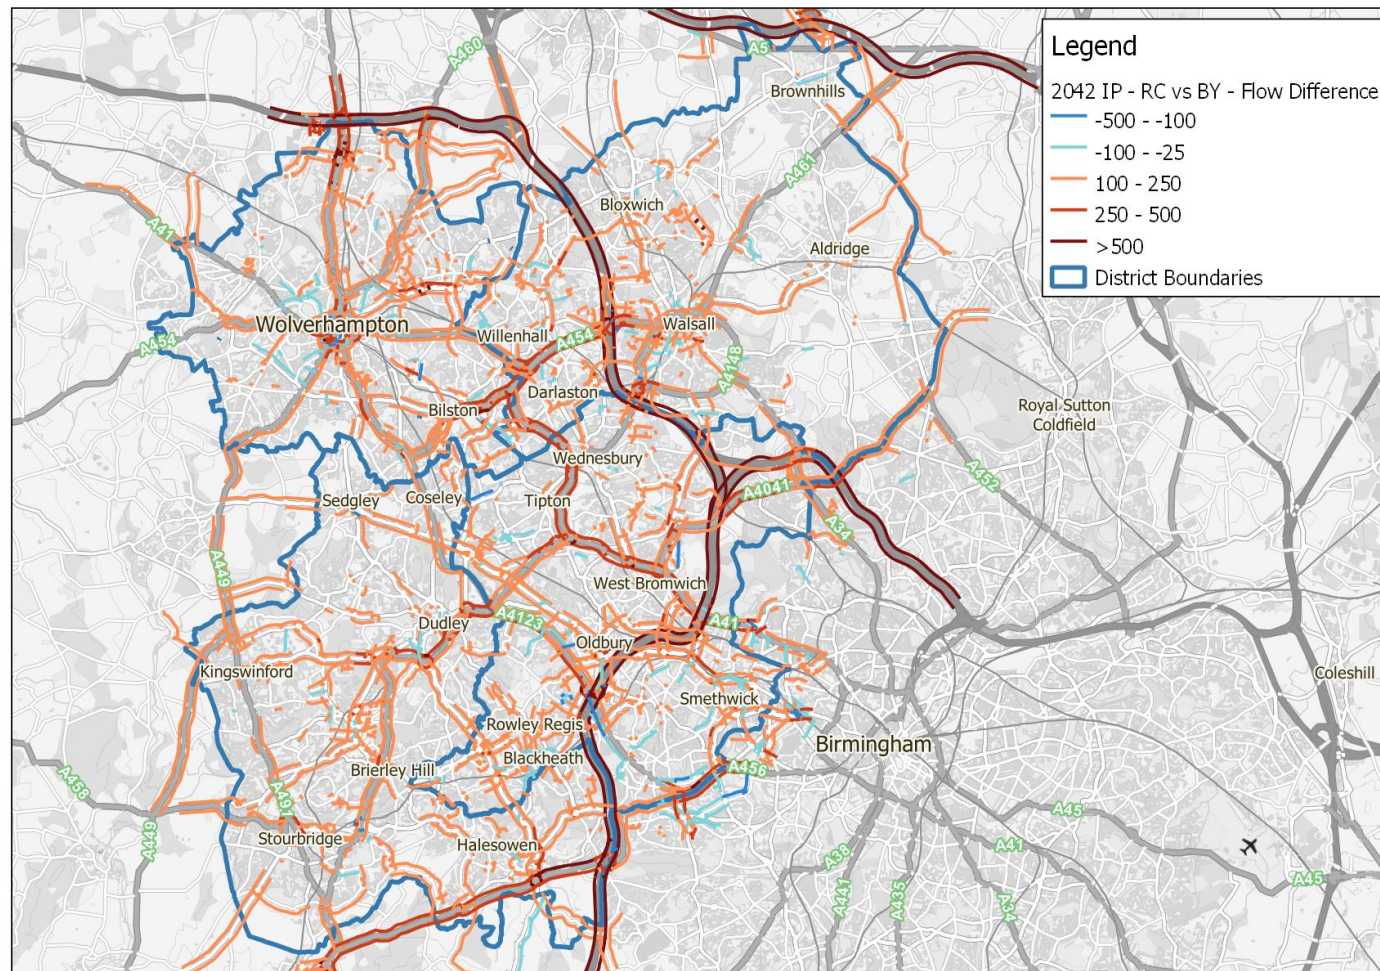 Legend
2042 IP - RC vs BY - Flow Difference
-500 - -100
-100 - -25
100 - 250
250 - 500
>500
District Boundaries
A460
A5
Brownhills
A461
Bloxwich
A41
Aldridge
Wolverhampton
Willenhall
A454
Walsall
A454
A4148
Darlaston
Bilston
Royal Sutton
Coldfield
Wednesbury
A452
Sedgley
Coseley
Tipton
A4041
A34
A449
West Bromwich
Dudley
A4123
A41
Oldbury
Kingswinford
Coleshill
Smethwick
Rowley Regis
Birmingham
Blackheath
Brierley Hill
A456
A458
A491
A45
A449
Stourbridge
Halesowen
A38
A41
A45
A441
A435
A34